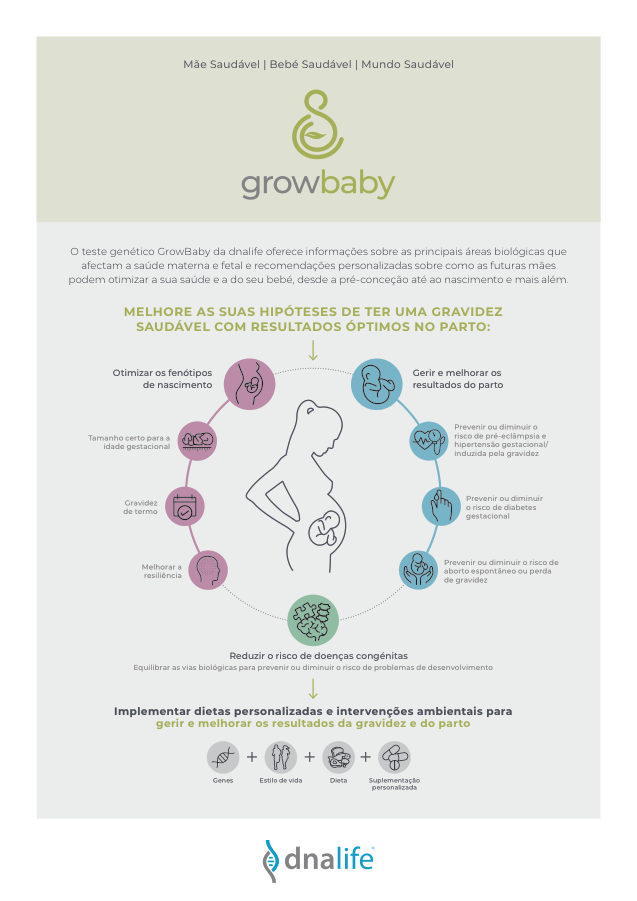 Mãe Saudável | Bebé Saudável | Mundo Saudável
growbaby
O teste genético GrowBaby da dnalife oferece informações sobre as principais áreas biológicas que
afectam a saúde materna e fetal e recomendações personalizadas sobre como as futuras mães
podem otimizar a sua saúde e a do seu bebé, desde a pré-conceção até ao nascimento e mais além.
MELHORE AS SUAS HIPÓTESES DE TER UMA GRAVIDEZ
SAUDÁVEL COM RESULTADOS ÓPTIMOS NO PARTO:
Otimizar os fenótipos
de nascimento
Gerir e melhorar os
resultados do parto
Tamanho certo para a
idade gestacional
Prevenir ou diminuir o
risco de pré-eclâmpsia e
hipertensão gestacional/
induzida pela gravidez
Gravidez
de termo
Prevenir ou diminuir
o risco de diabetes
gestacional
Melhorar a
resiliência
Prevenir ou diminuir o risco de
aborto espontâneo ou perda
de gravidez
Reduzir o risco de doenças congénitas
Equilibrar as vias biológicas para prevenir ou diminuir o risco de problemas de desenvolvimento
Implementar dietas personalizadas e intervenções ambientais para
gerir e melhorar os resultados da gravidez e do parto
+ + +
Genes Estilo de vida Dieta Suplementação
personalizada
dnalife